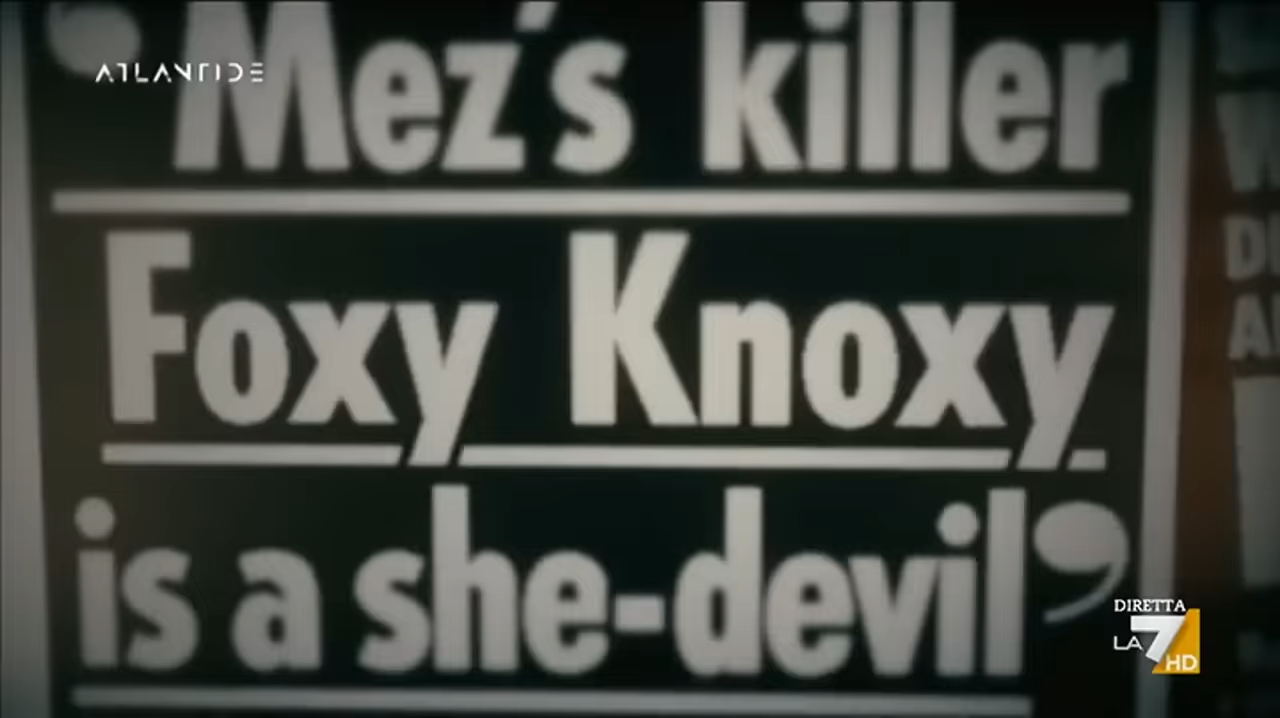 ATLANTIDE
‘Mez's killer
Foxy Knoxy
is a she-devil’
DIRETTA
LA7
HD